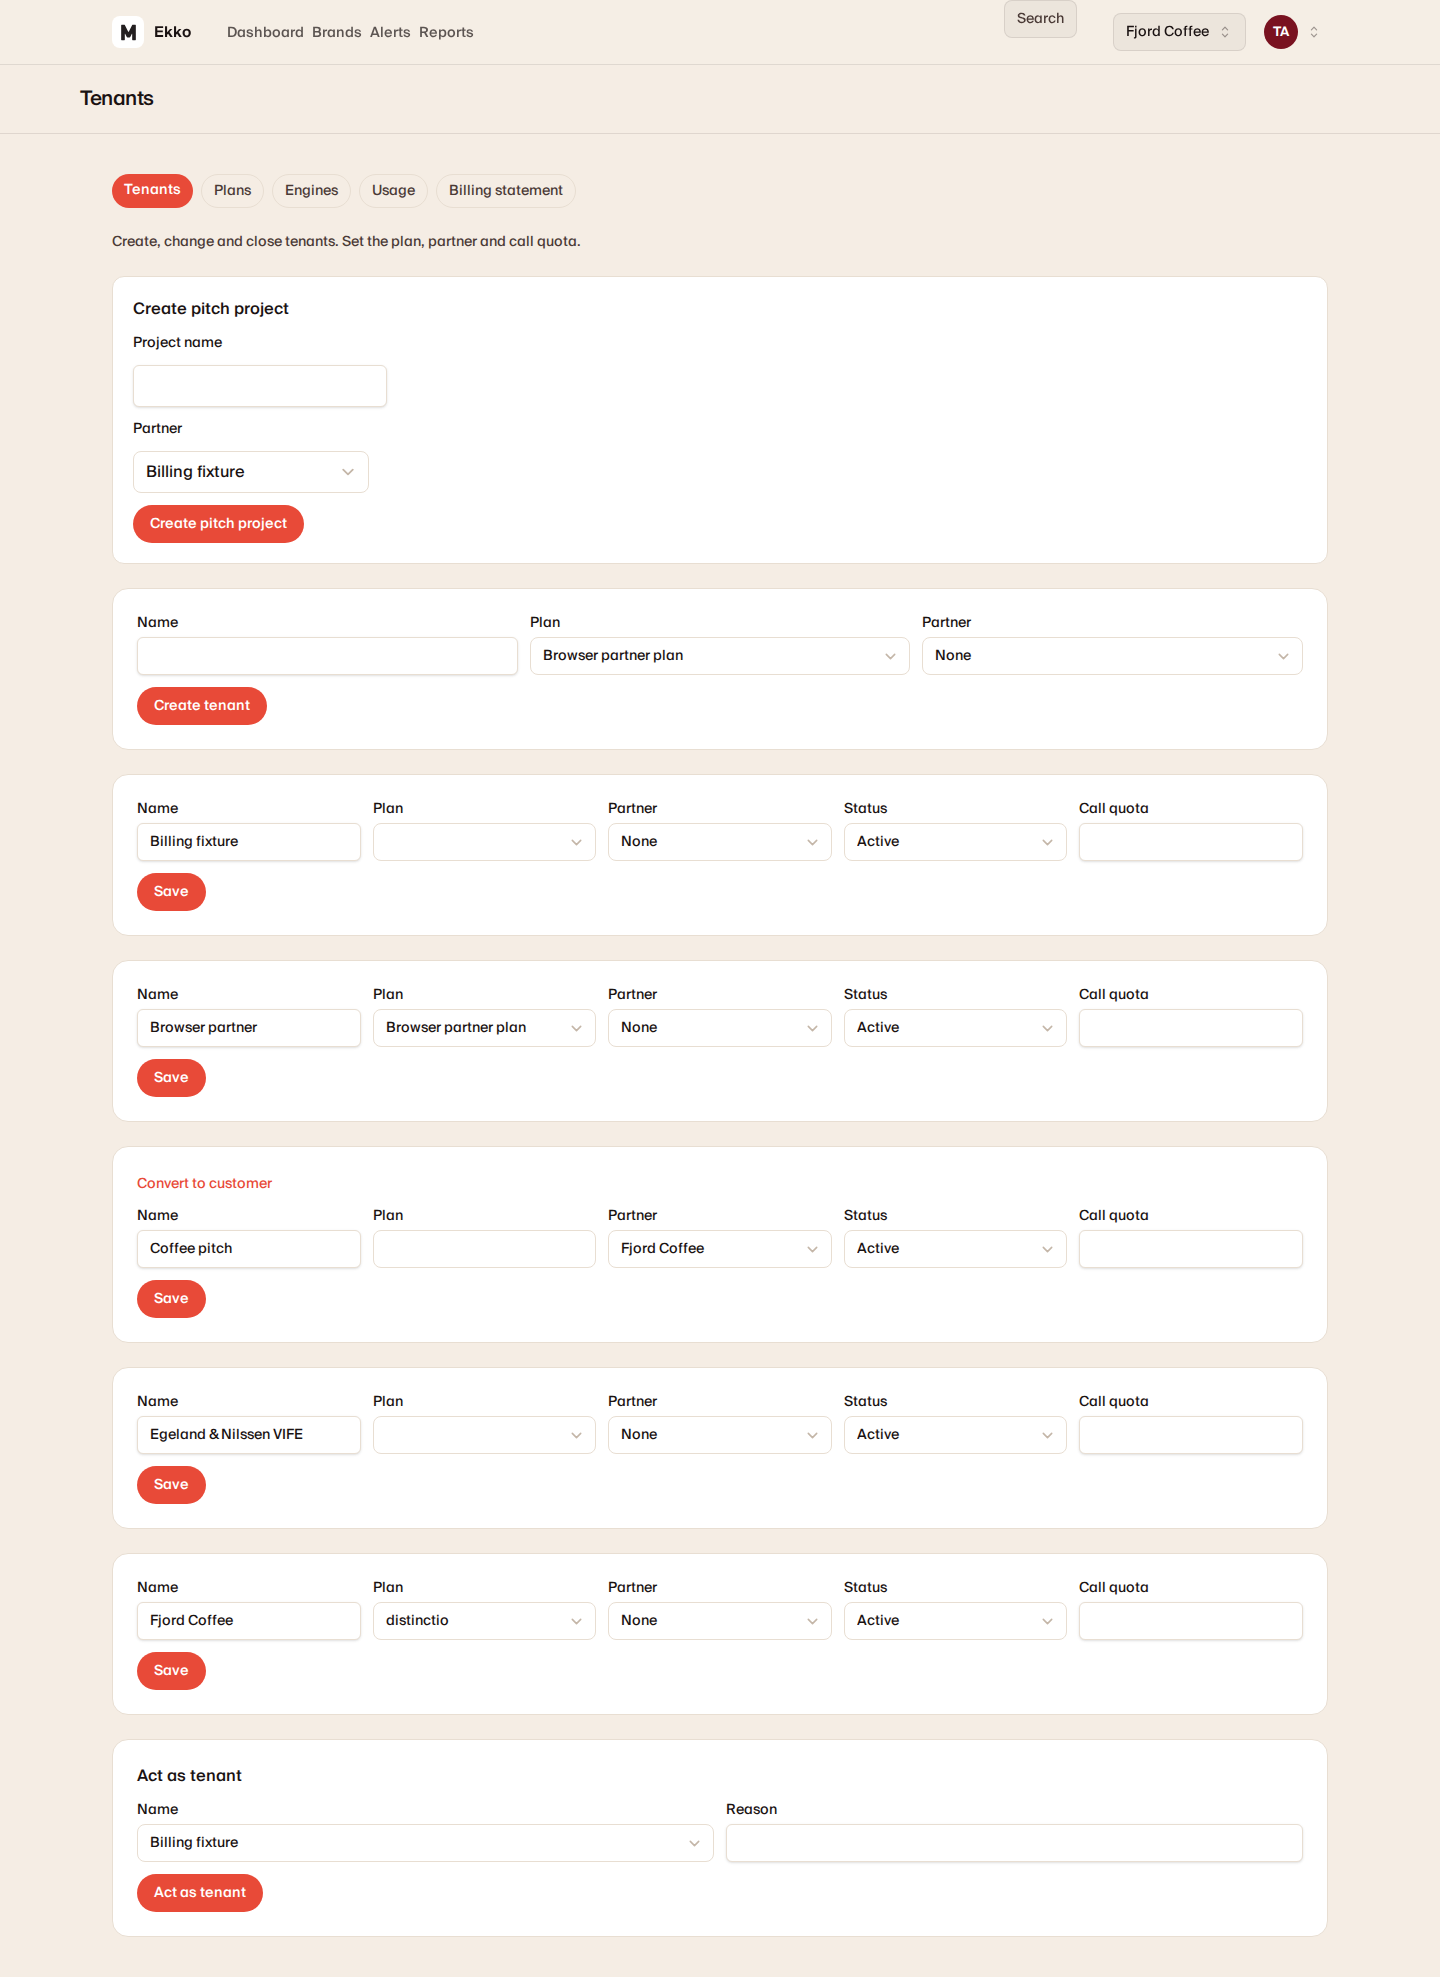 M Ekko Dashboard Brands Alerts Reports Search Fjord Coffee TA
Tenants
Tenants Plans Engines Usage Billing statement
Create, change and close tenants. Set the plan, partner and call quota.
Create pitch project
Project name
Partner
Billing fixture
Create pitch project
Name Plan Partner
Browser partner plan None
Create tenant
Name Plan Partner Status Call quota
Billing fixture None Active
Save
Name Plan Partner Status Call quota
Browser partner Browser partner plan None Active
Save
Convert to customer
Name Plan Partner Status Call quota
Coffee pitch Fjord Coffee Active
Save
Name Plan Partner Status Call quota
Egeland & Nilssen VIFE None Active
Save
Name Plan Partner Status Call quota
Fjord Coffee distinctio None Active
Save
Act as tenant
Name Reason
Billing fixture
Act as tenant